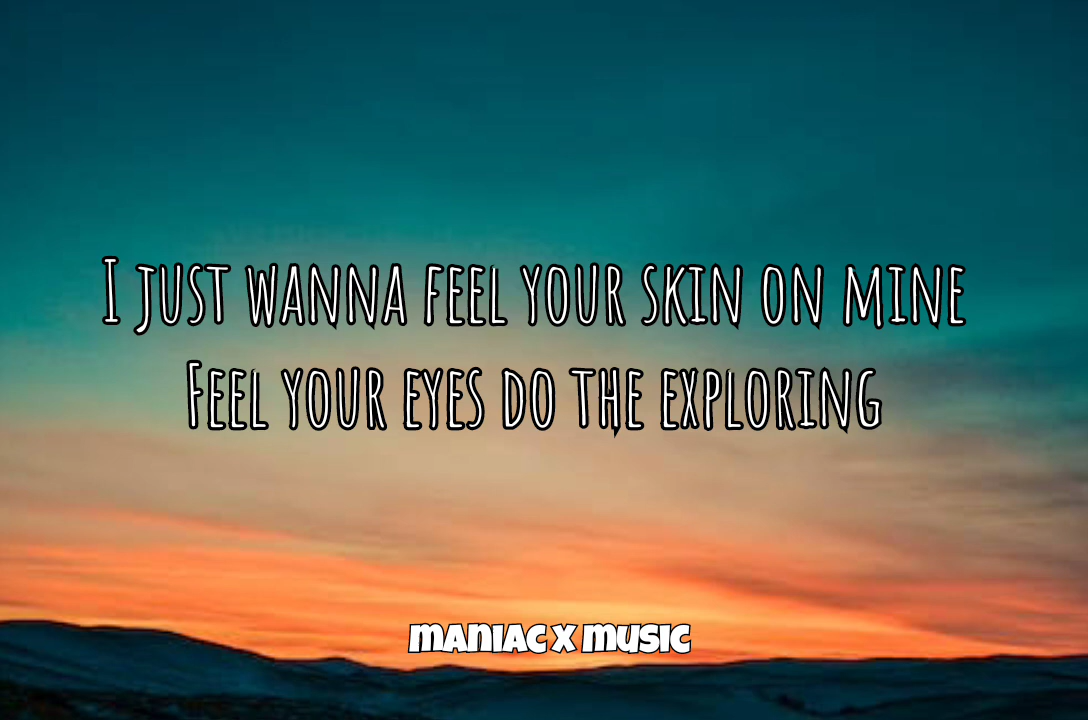 I just wanna feel your skin on mine
Feel your eyes do the exploring
maniac x music